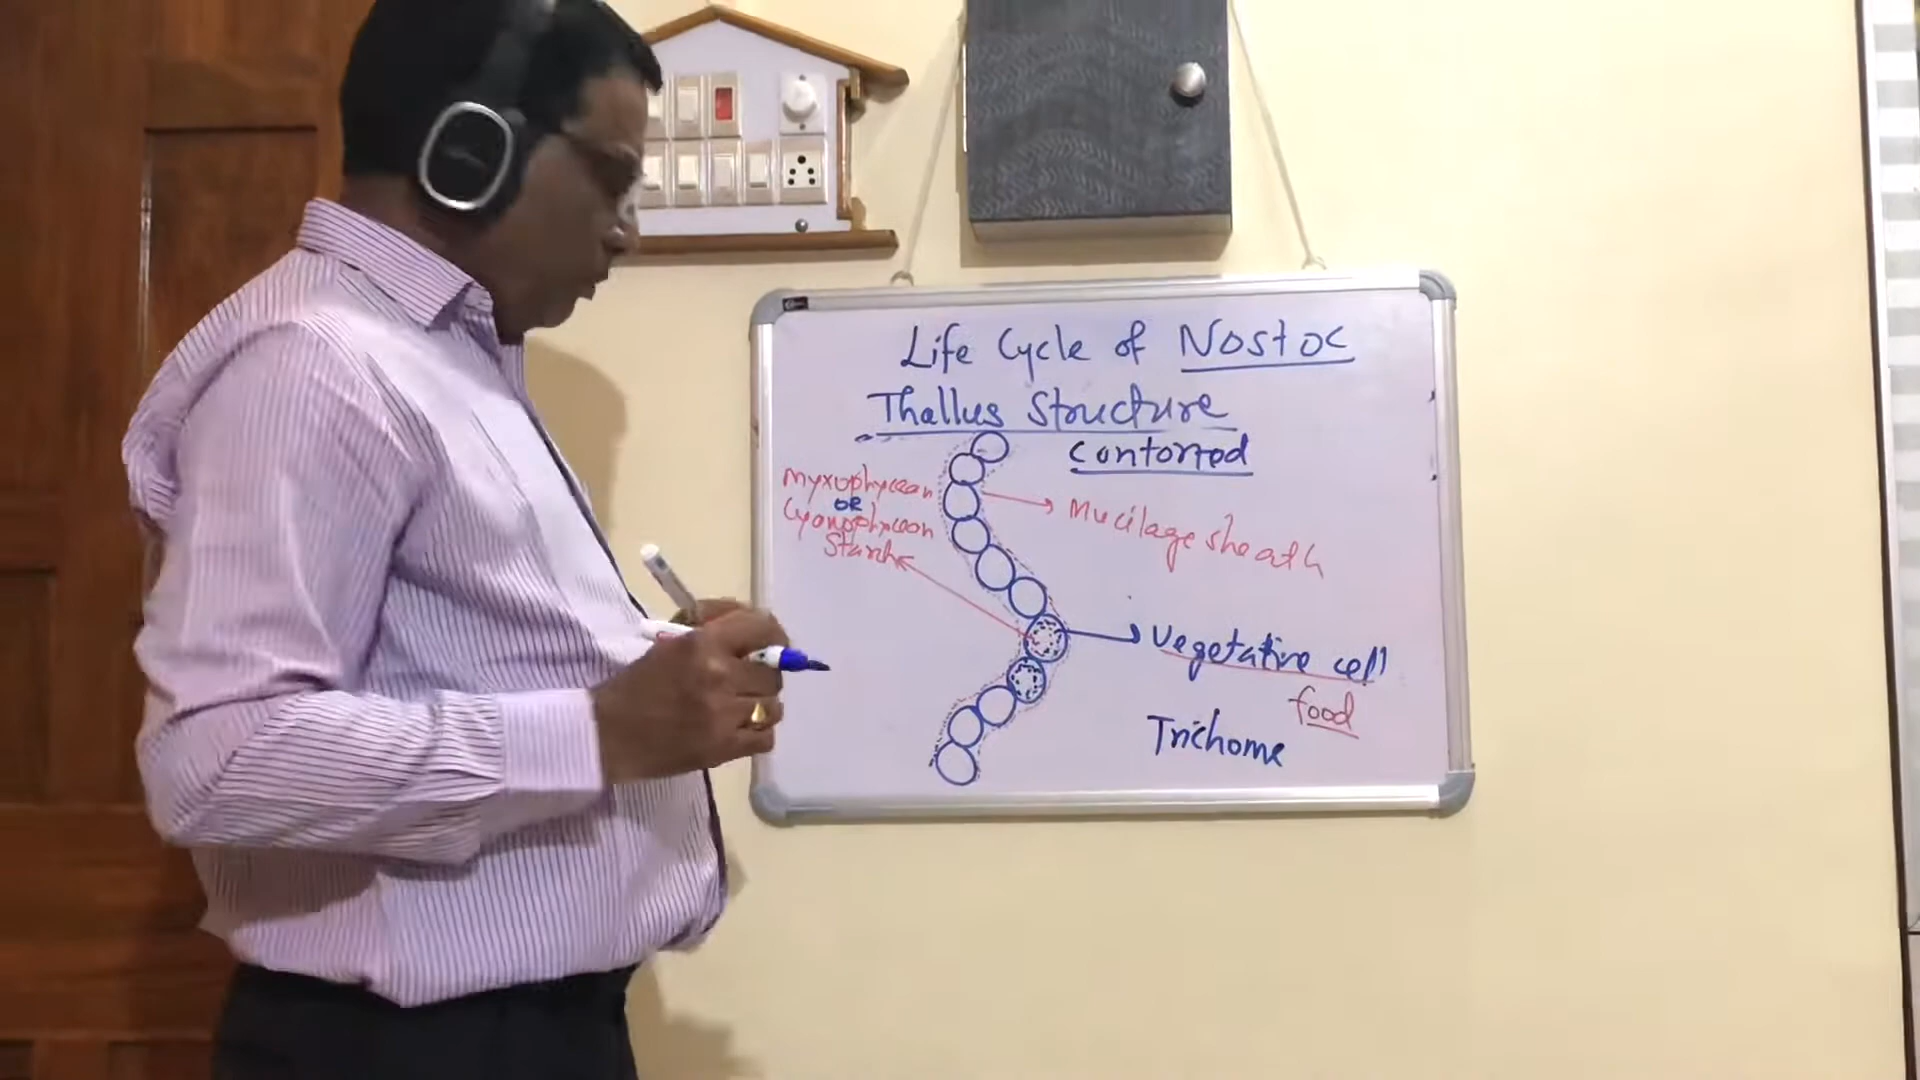 Life Cycle of Nostoc
Thallus Structure
Contorted
Myxophycean
OR
Cyanophycean
Starch
Mucilage sheath
Vegetative cell
food
Trichome